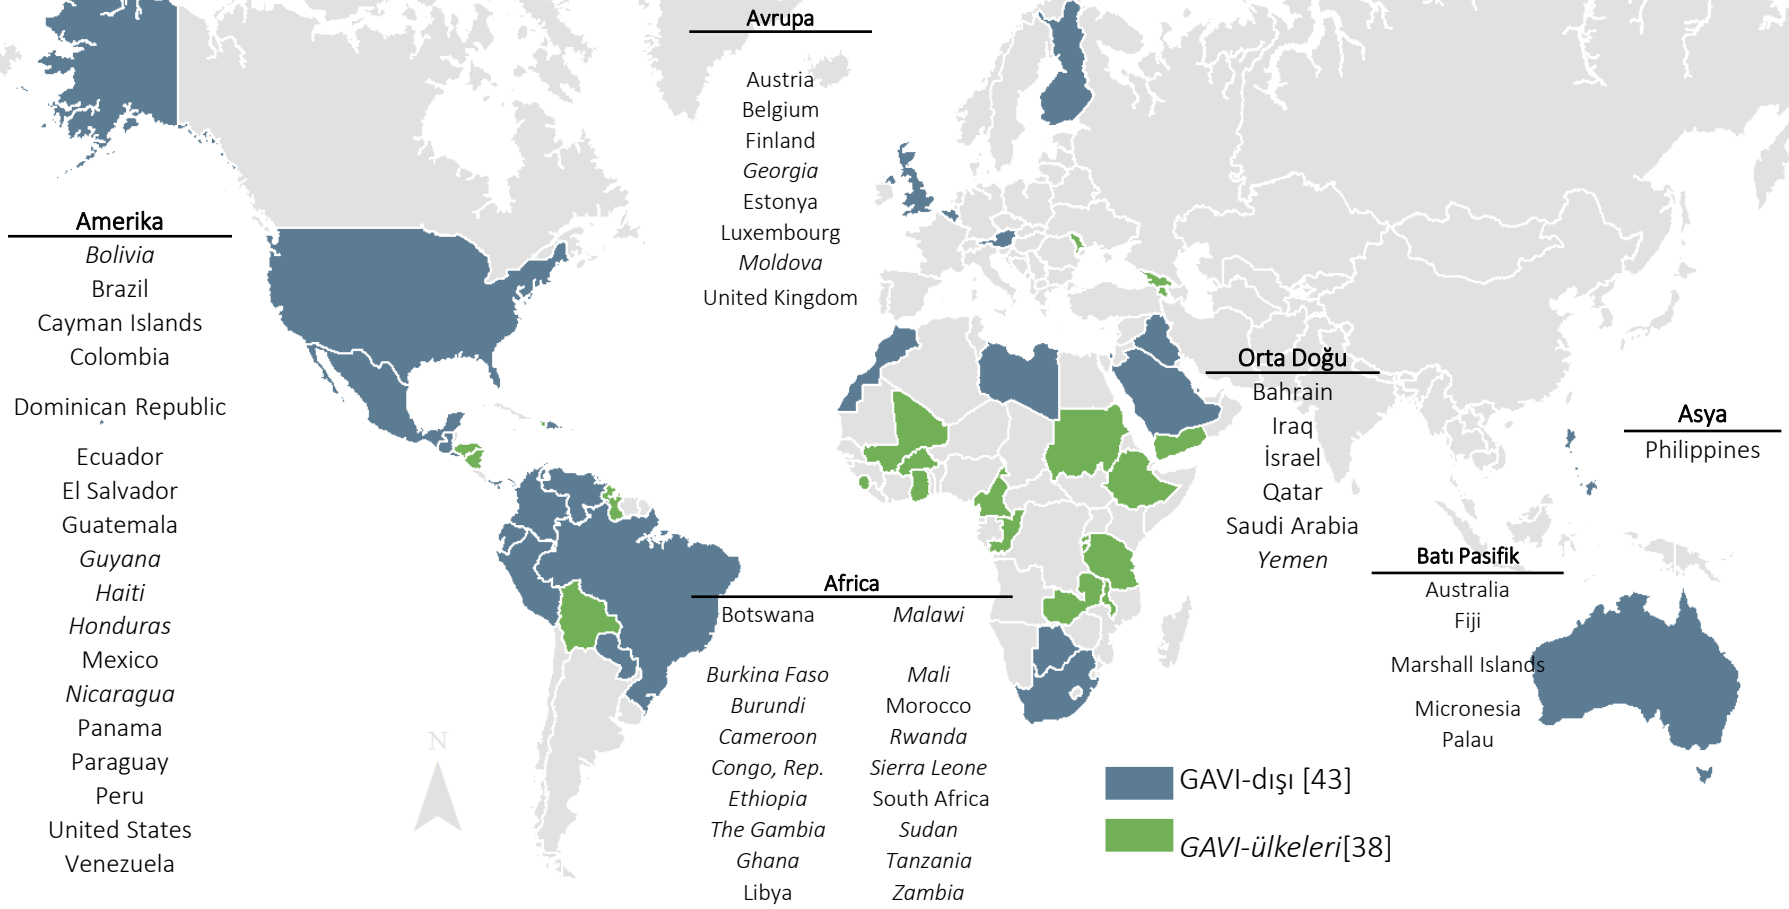 Avrupa
Austria
Belgium
Finland
Georgia
Estonya
Luxembourg
Moldova
United Kingdom
Amerika
Bolivia
Brazil
Cayman Islands
Colombia
Dominican Republic
Ecuador
El Salvador
Guatemala
Guyana
Haiti
Honduras
Mexico
Nicaragua
Panama
Paraguay
Peru
United States
Venezuela
Orta Doğu
Bahrain
Iraq
İsrael
Qatar
Saudi Arabia
Yemen
Asya
Philippines
Batı Pasifik
Australia
Fiji
Marshall Islands
Micronesia
Palau
Africa
Botswana Malawi
Burkina Faso Mali
Burundi Morocco
Cameroon Rwanda
Congo, Rep. Sierra Leone
Ethiopia South Africa
The Gambia Sudan
Ghana Tanzania
Libya Zambia
N
GAVI-dışı [43]
GAVI-ülkeleri[38]